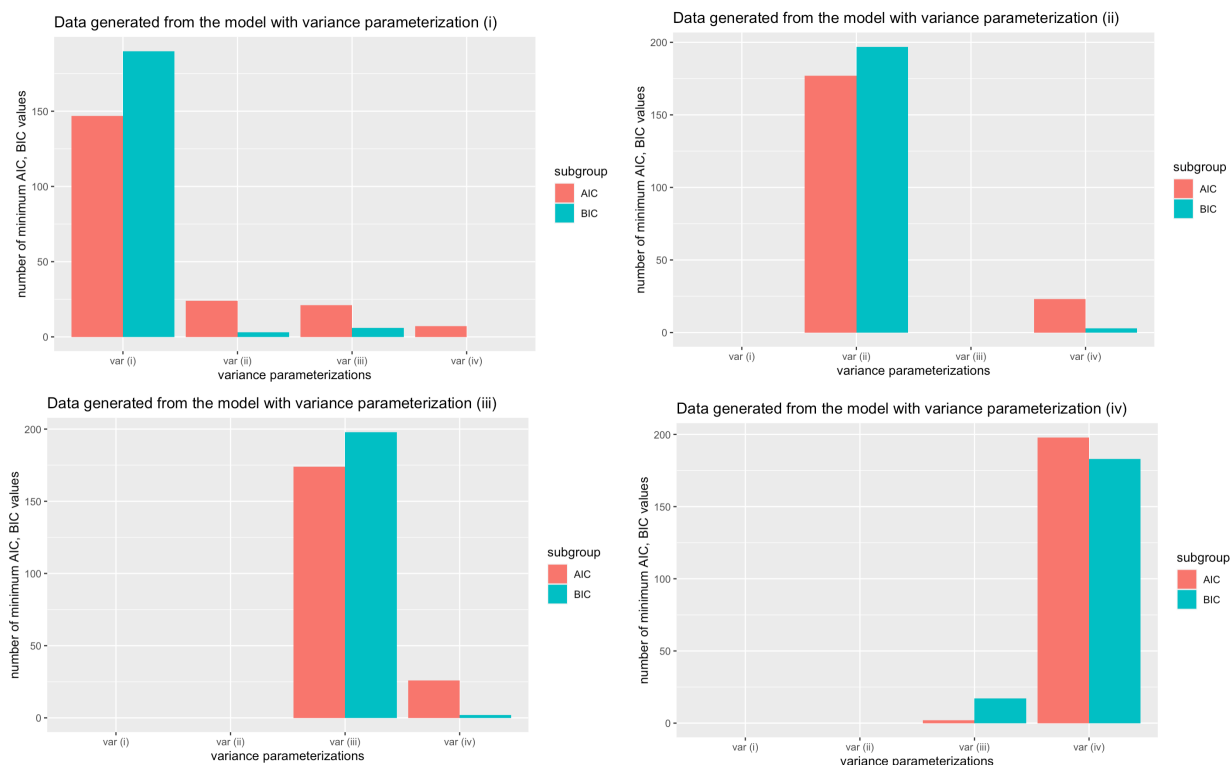 Data generated from the model with variance parameterization (i)
number of minimum AIC, BIC values
150
100
50
0
var (i)
var (ii)
var (iii)
var (iv)
variance parameterizations
subgroup
AIC
BIC
Data generated from the model with variance parameterization (ii)
number of minimum AIC, BIC values
200
150
100
50
0
var (i)
var (ii)
var (iii)
var (iv)
variance parameterizations
subgroup
AIC
BIC
Data generated from the model with variance parameterization (iii)
number of minimum AIC, BIC values
200
150
100
50
0
var (i)
var (ii)
var (iii)
var (iv)
variance parameterizations
subgroup
AIC
BIC
Data generated from the model with variance parameterization (iv)
number of minimum AIC, BIC values
200
150
100
50
0
var (i)
var (ii)
var (iii)
var (iv)
variance parameterizations
subgroup
AIC
BIC